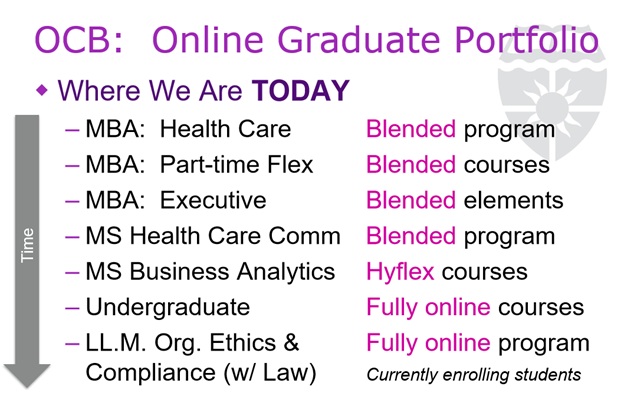 OCB:  Online Graduate Portfolio
Where We Are TODAY
Time
– MBA:  Health Care Blended program
– MBA:  Part-time Flex Blended courses
– MBA:  Executive Blended elements
– MS Health Care Comm Blended program
– MS Business Analytics Hyflex courses
– Undergraduate Fully online courses
– LL.M. Org. Ethics & Fully online program
Compliance (w/ Law) Currently enrolling students